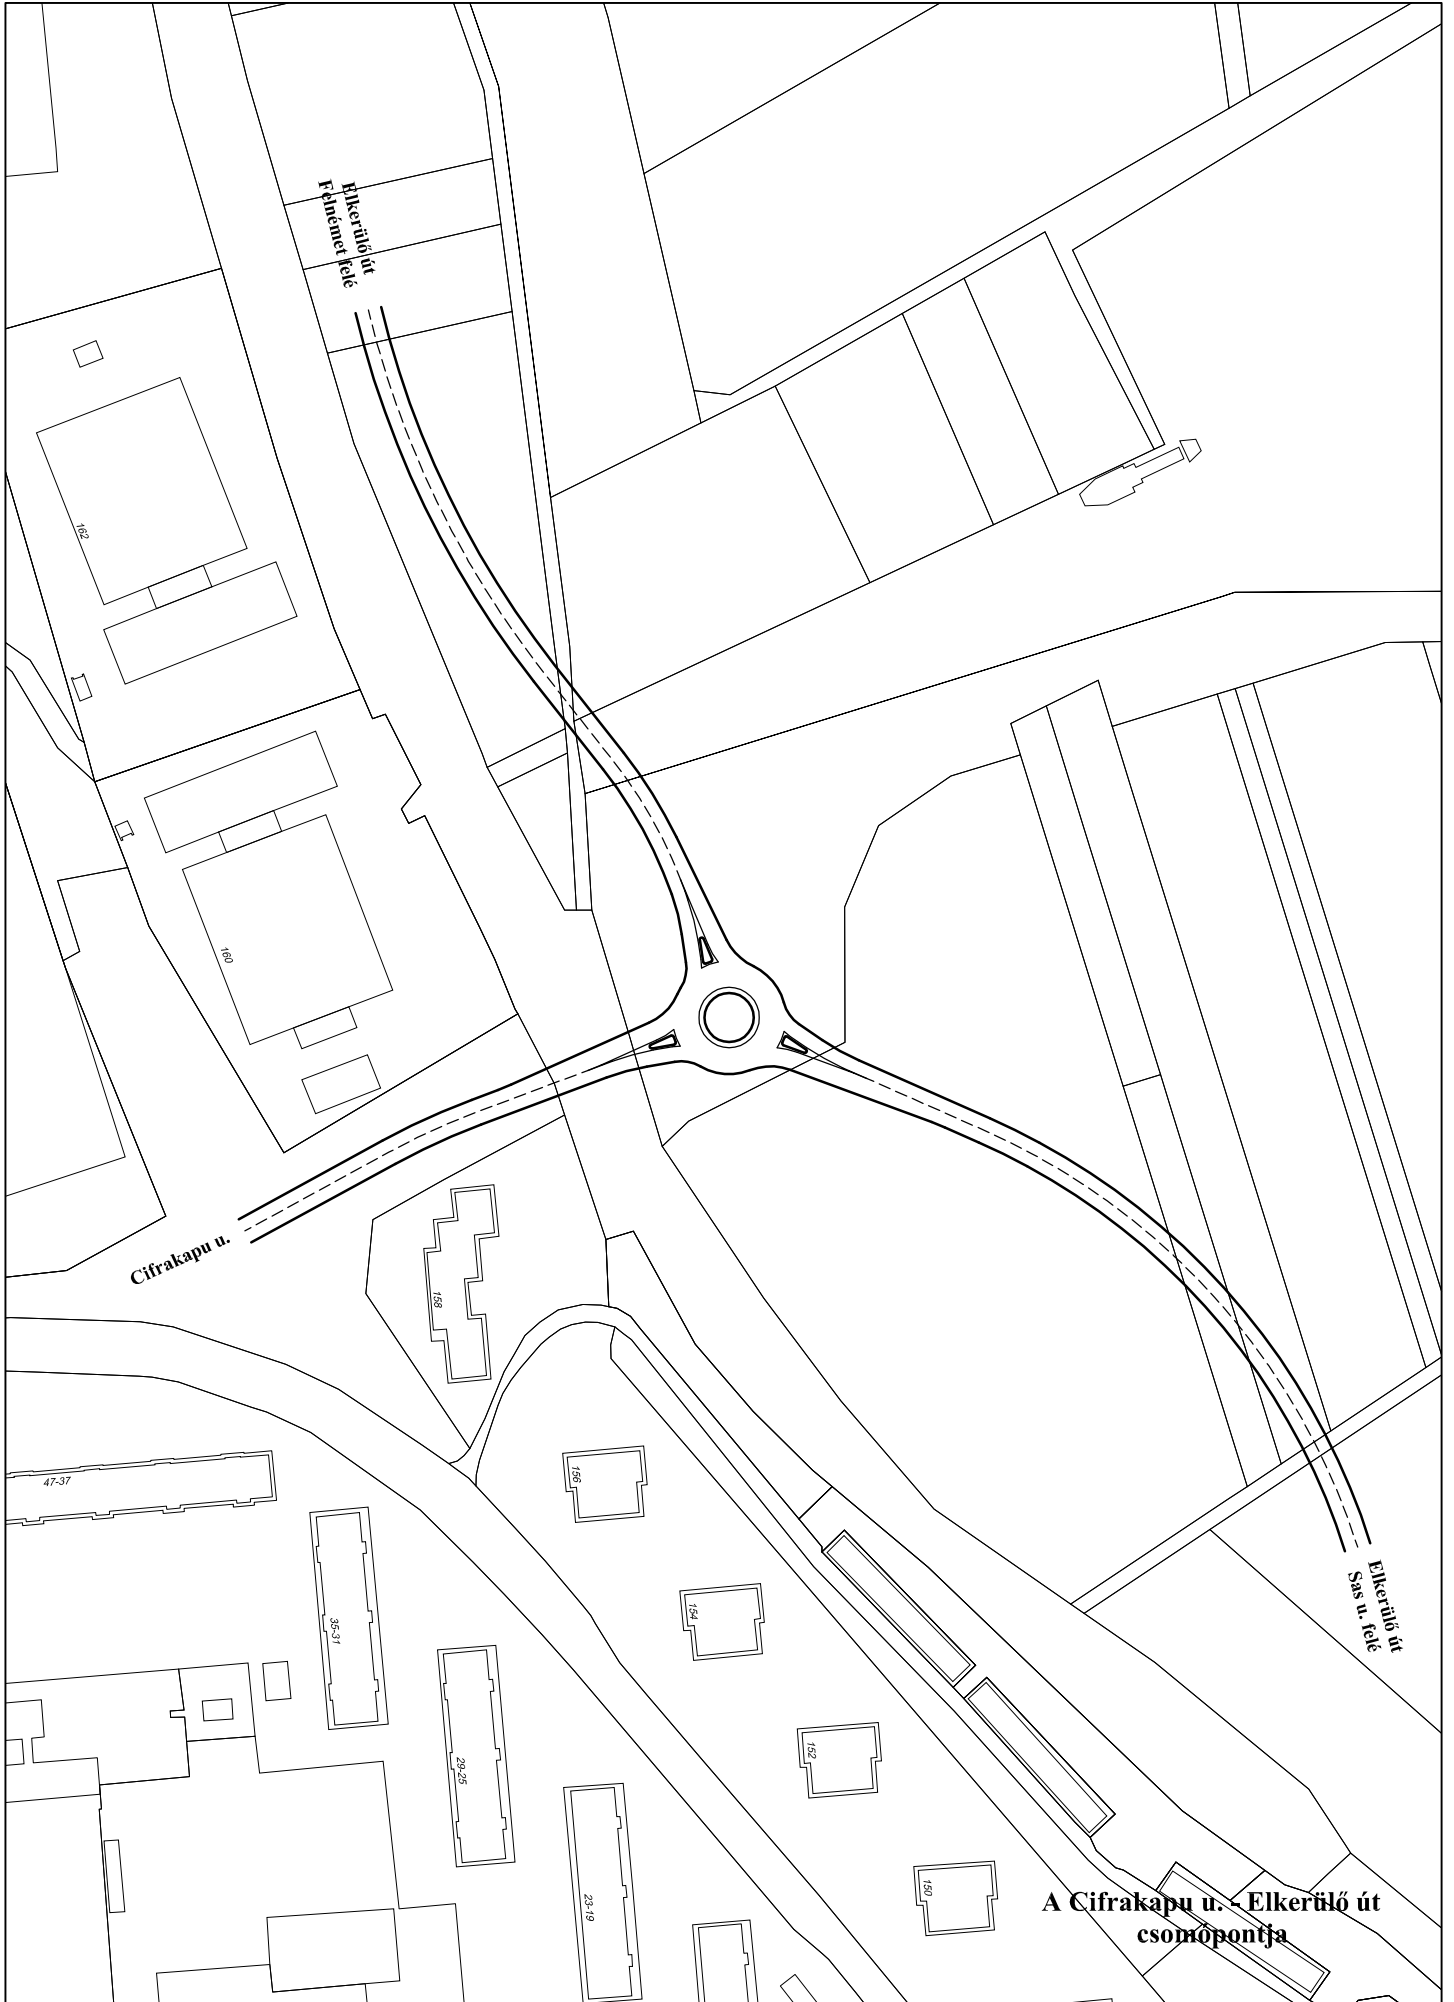 Elkerülő út
Felnémet felé
162
160
Cifrakapu u.
158
47-37
156
35-31
154
Elkerülő út
Sas u. felé
29-25
152
23-19
150
A Cifrakapu u. - Elkerülő út
csomópontja